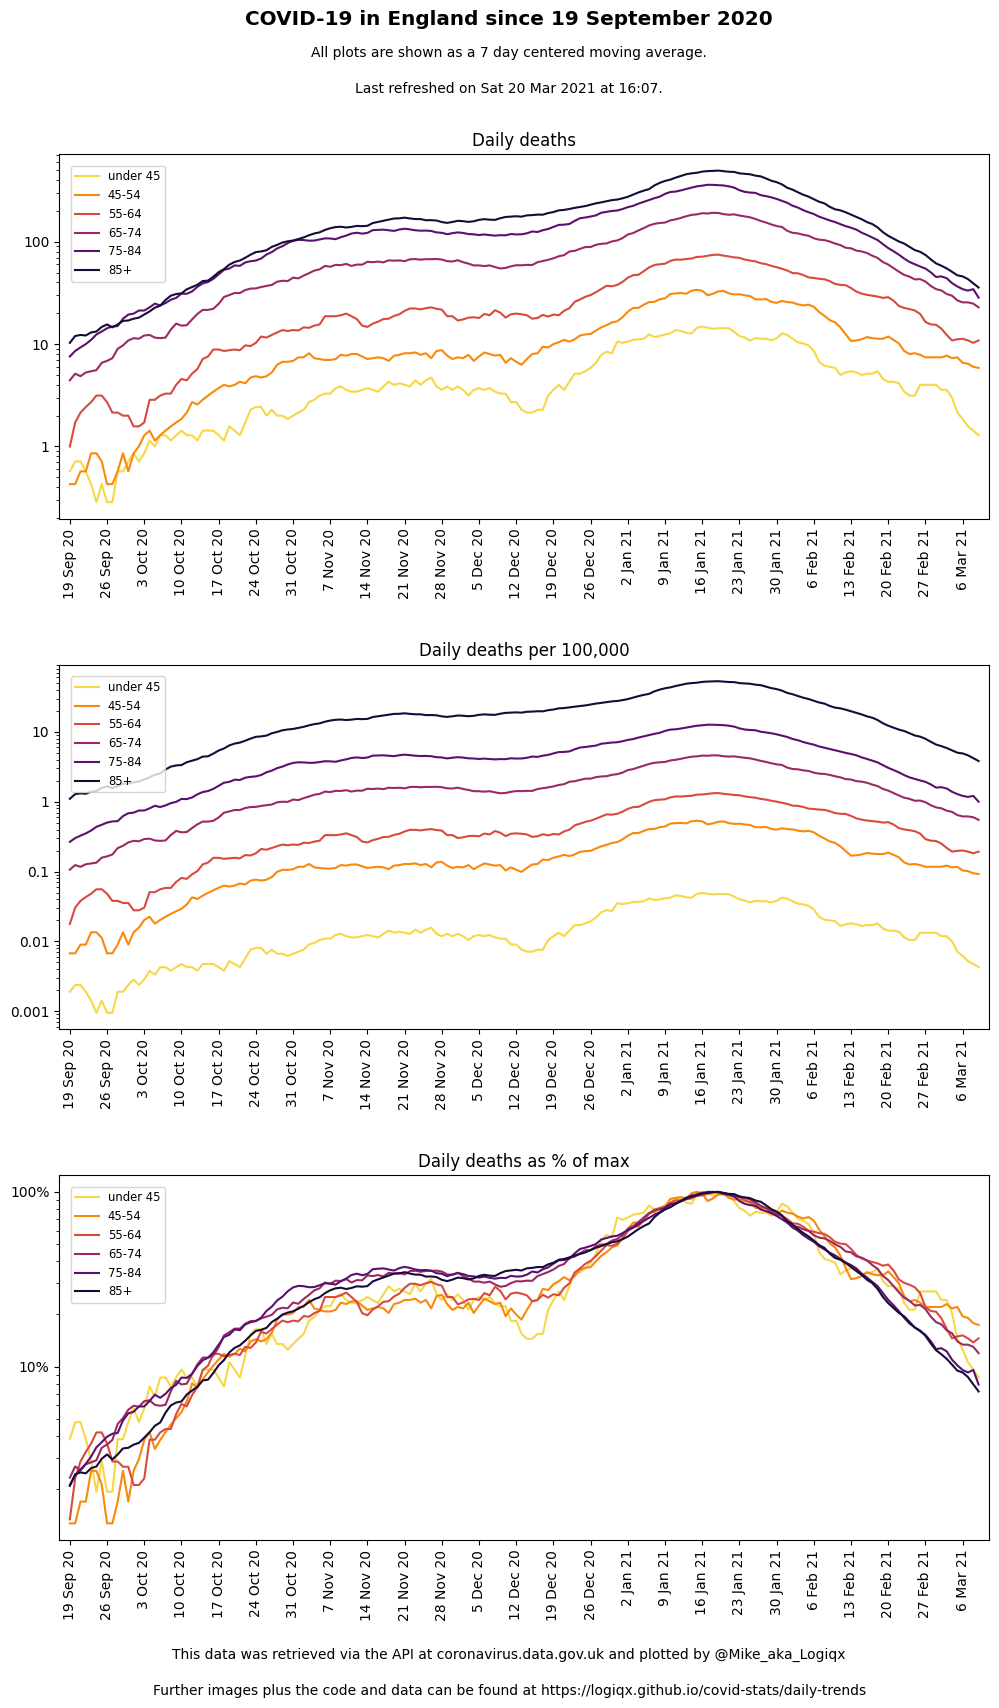 COVID-19 in England since 19 September 2020
All plots are shown as a 7 day centered moving average.
Last refreshed on Sat 20 Mar 2021 at 16:07.
Daily deaths
under 45
45-54
55-64
65-74
75-84
85+
100
10
1
19 Sep 20
26 Sep 20
3 Oct 20
10 Oct 20
17 Oct 20
24 Oct 20
31 Oct 20
7 Nov 20
14 Nov 20
21 Nov 20
28 Nov 20
5 Dec 20
12 Dec 20
19 Dec 20
26 Dec 20
2 Jan 21
9 Jan 21
16 Jan 21
23 Jan 21
30 Jan 21
6 Feb 21
13 Feb 21
20 Feb 21
27 Feb 21
6 Mar 21
Daily deaths per 100,000
under 45
45-54
55-64
65-74
75-84
85+
10
1
0.1
0.01
0.001
19 Sep 20
26 Sep 20
3 Oct 20
10 Oct 20
17 Oct 20
24 Oct 20
31 Oct 20
7 Nov 20
14 Nov 20
21 Nov 20
28 Nov 20
5 Dec 20
12 Dec 20
19 Dec 20
26 Dec 20
2 Jan 21
9 Jan 21
16 Jan 21
23 Jan 21
30 Jan 21
6 Feb 21
13 Feb 21
20 Feb 21
27 Feb 21
6 Mar 21
Daily deaths as % of max
under 45
45-54
55-64
65-74
75-84
85+
100%
10%
19 Sep 20
26 Sep 20
3 Oct 20
10 Oct 20
17 Oct 20
24 Oct 20
31 Oct 20
7 Nov 20
14 Nov 20
21 Nov 20
28 Nov 20
5 Dec 20
12 Dec 20
19 Dec 20
26 Dec 20
2 Jan 21
9 Jan 21
16 Jan 21
23 Jan 21
30 Jan 21
6 Feb 21
13 Feb 21
20 Feb 21
27 Feb 21
6 Mar 21
This data was retrieved via the API at coronavirus.data.gov.uk and plotted by @Mike_aka_Logiqx
Further images plus the code and data can be found at https://logiqx.github.io/covid-stats/daily-trends